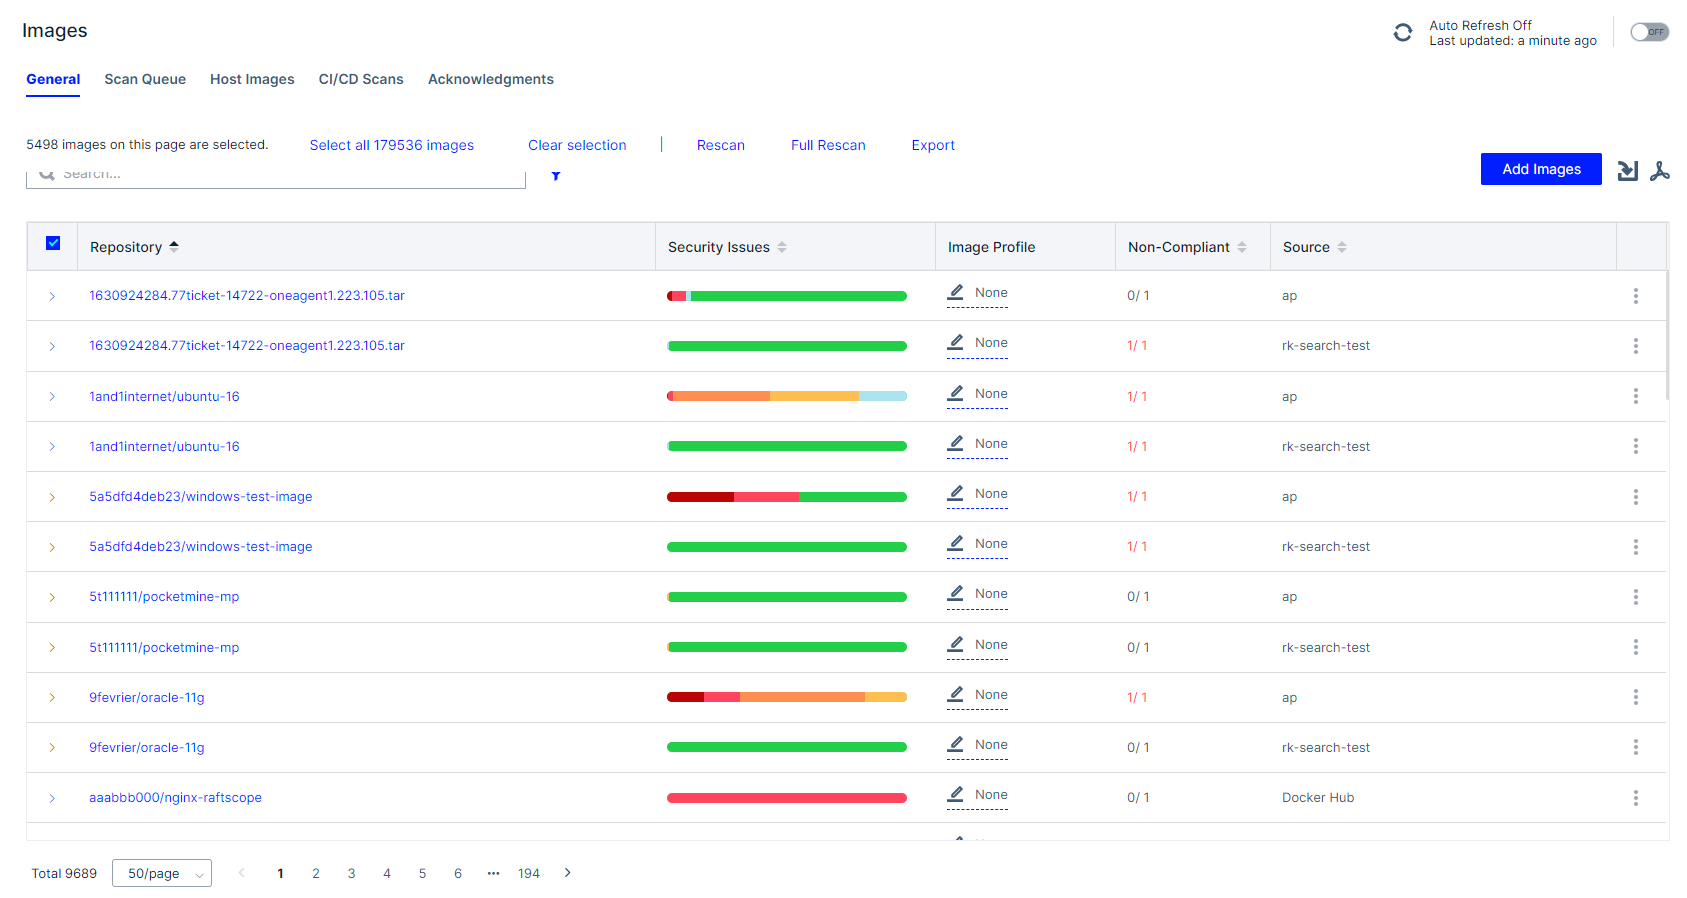 Images
Auto Refresh Off
Last updated: a minute ago
OFF
General Scan Queue Host Images CI/CD Scans Acknowledgments
5498 images on this page are selected. Select all 179536 images Clear selection Rescan Full Rescan Export
Search...
Add Images
Repository Security Issues Image Profile Non-Compliant Source
1630924284.77ticket-14722-oneagent1.223.105.tar None 0/ 1 ap
1630924284.77ticket-14722-oneagent1.223.105.tar None 1/ 1 rk-search-test
1and1internet/ubuntu-16 None 1/ 1 ap
1and1internet/ubuntu-16 None 1/ 1 rk-search-test
5a5dfd4deb23/windows-test-image None 1/ 1 ap
5a5dfd4deb23/windows-test-image None 1/ 1 rk-search-test
5t111111/pocketmine-mp None 0/ 1 ap
5t111111/pocketmine-mp None 0/ 1 rk-search-test
9fevrier/oracle-11g None 1/ 1 ap
9fevrier/oracle-11g None 0/ 1 rk-search-test
aaabbb000/nginx-raftscope None 0/ 1 Docker Hub
Total 9689 50/page 1 2 3 4 5 6 ••• 194